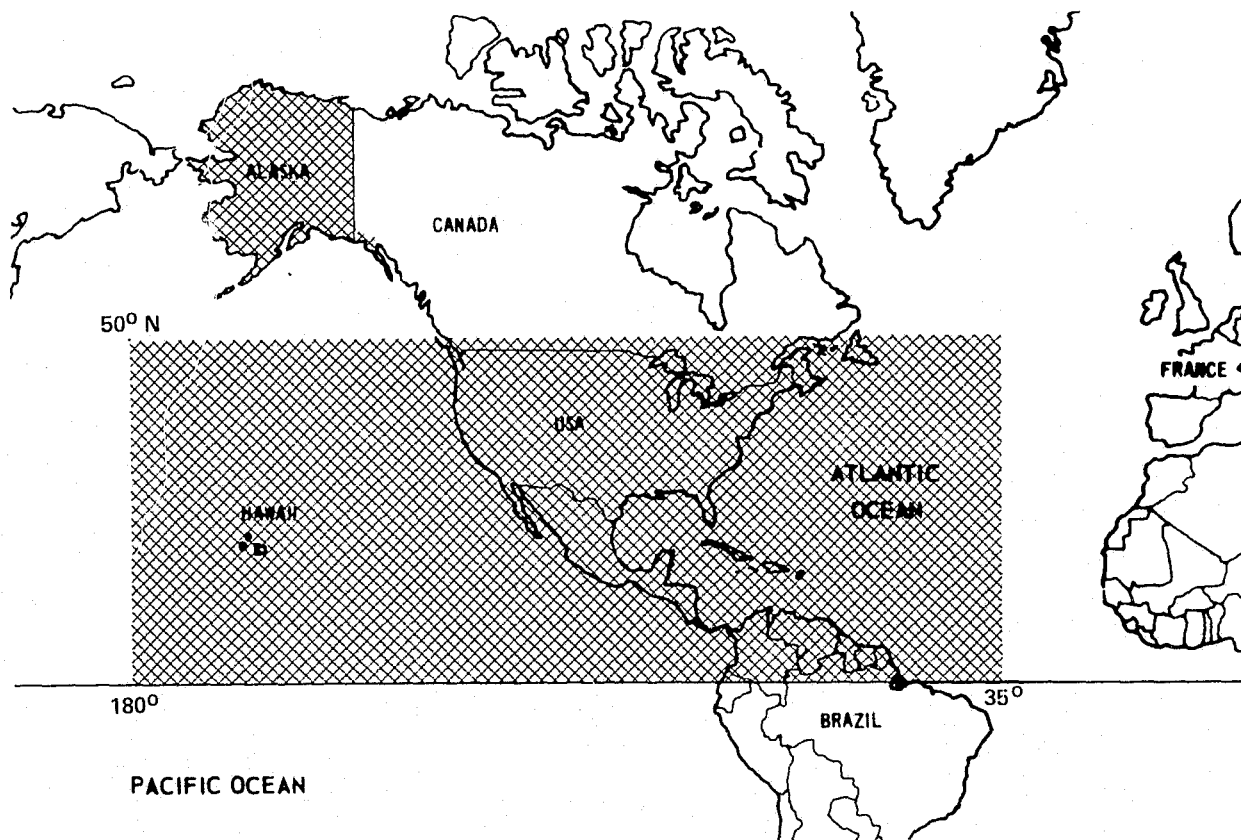 ALASKA
CANADA
50° N
FRANCE
USA
ATLANTIC
OCEAN
HAWAII
180°
35°
BRAZIL
PACIFIC OCEAN